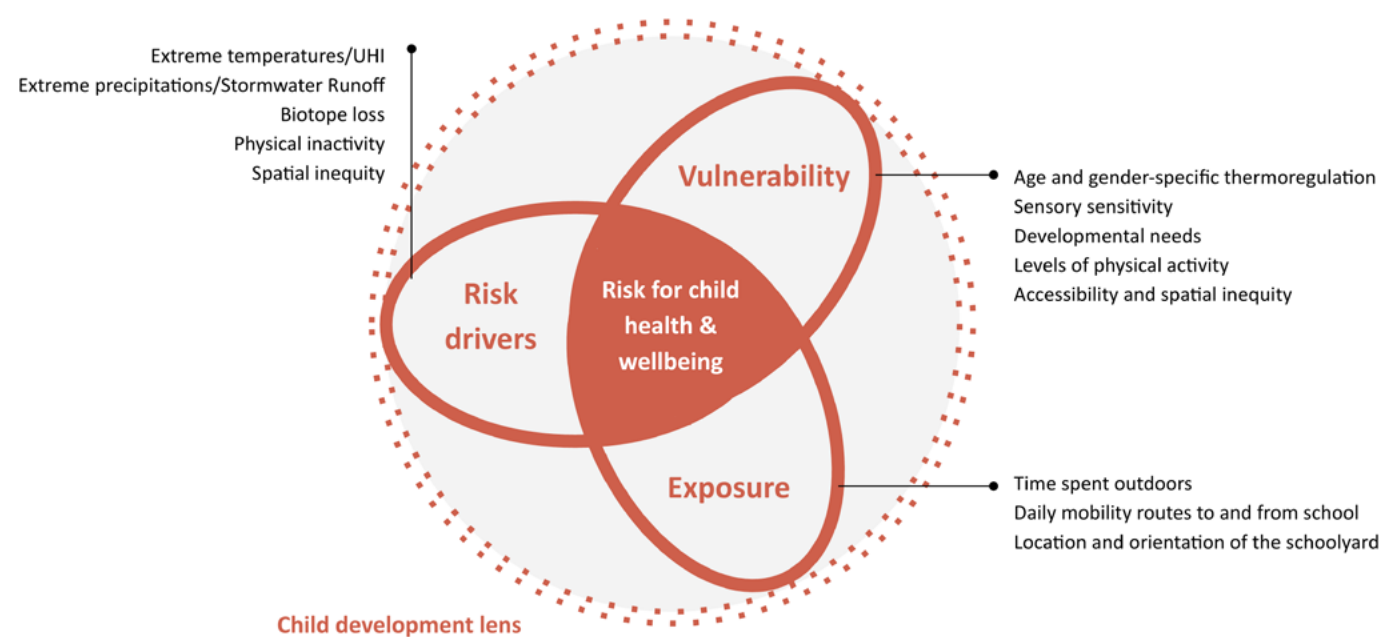 Extreme temperatures/UHI
Extreme precipitations/Stormwater Runoff
Biotope loss
Physical inactivity
Spatial inequity
Vulnerability
Age and gender-specific thermoregulation
Sensory sensitivity
Developmental needs
Levels of physical activity
Accessibility and spatial inequity
Risk
drivers
Risk for child
health &
wellbeing
Exposure
Time spent outdoors
Daily mobility routes to and from school
Location and orientation of the schoolyard
Child development lens